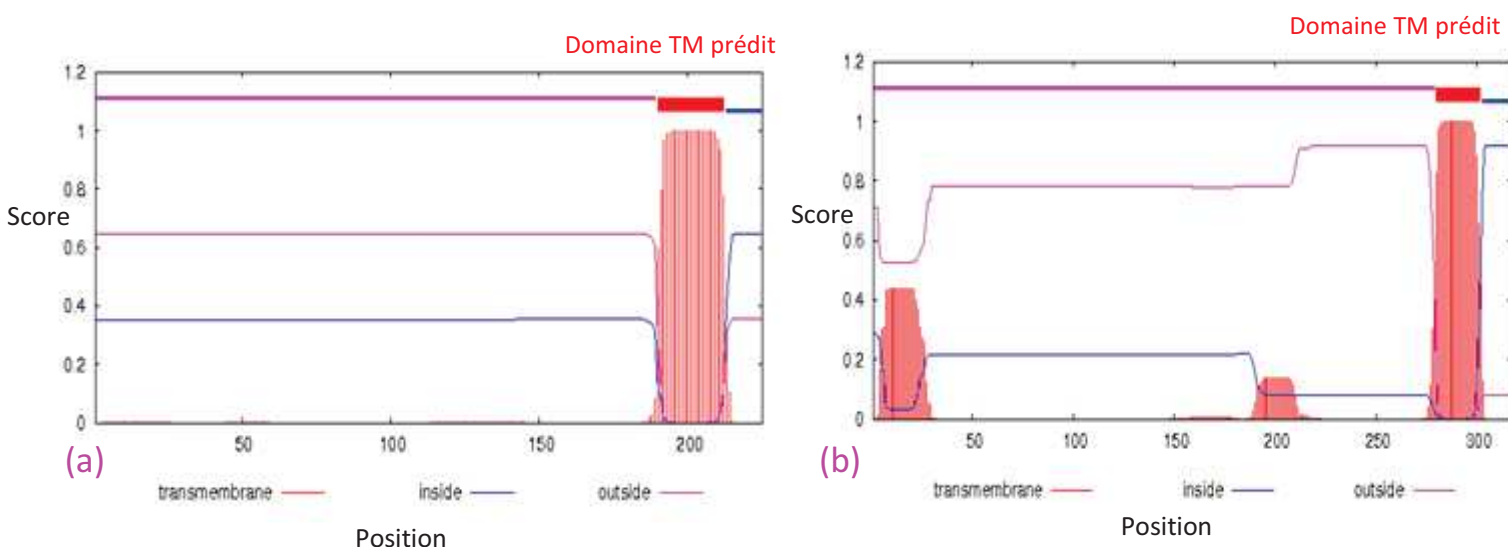 Domaine TM prédit
1.2
1
0.8
Score
0.6
0.4
0.2
0
50 100 150 200
(a)
transmembrane inside outside
Position
Domaine TM prédit
1.2
1
0.8
Score
0.6
0.4
0.2
0
50 100 150 200 250 300
(b)
transmembrane inside outside
Position